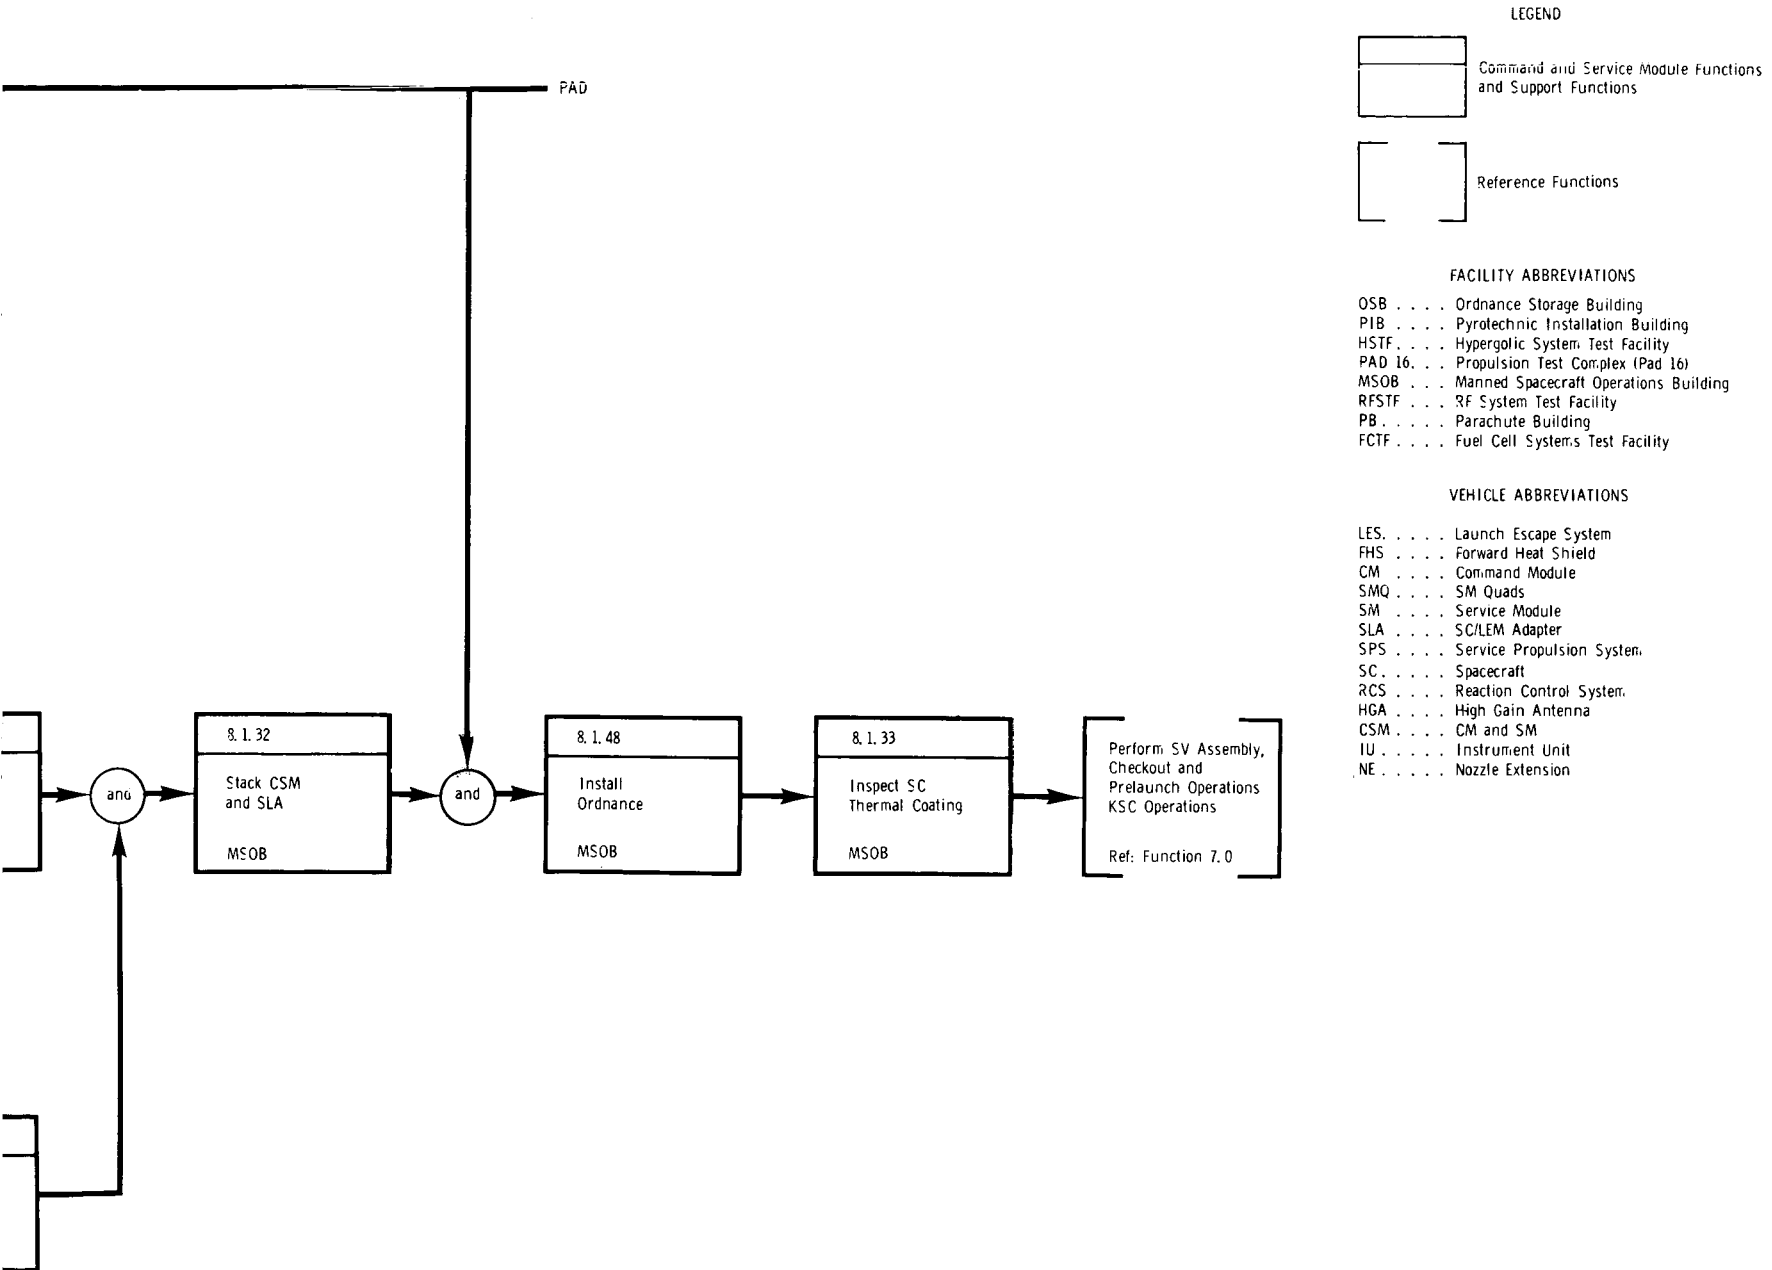 LEGEND
Command and Service Module Functions
and Support Functions
Reference Functions
PAD
FACILITY ABBREVIATIONS
OSB . . . . Ordnance Storage Building
PIB . . . . Pyrotechnic Installation Building
HSTF. . . . Hypergolic System Test Facility
PAD 16. . . Propulsion Test Complex (Pad 16)
MSOB . . . Manned Spacecraft Operations Building
RFSTF . . . RF System Test Facility
PB . . . . . Parachute Building
FCTF . . . . Fuel Cell Systems Test Facility
VEHICLE ABBREVIATIONS
LES. . . . . Launch Escape System
FHS . . . . Forward Heat Shield
CM . . . . Command Module
SMQ . . . . SM Quads
SM . . . . Service Module
SLA . . . . SC/LEM Adapter
SPS . . . . Service Propulsion System
SC. . . . . Spacecraft
RCS . . . . Reaction Control System
HGA . . . . High Gain Antenna
CSM . . . . CM and SM
IU . . . . . Instrument Unit
NE . . . . . Nozzle Extension
and
8.1.32
Stack CSM
and SLA
MSOB
and
8.1.48
Install
Ordnance
MSOB
8.1.33
Inspect SC
Thermal Coating
MSOB
Perform SV Assembly,
Checkout and
Prelaunch Operations
KSC Operations
Ref: Function 7.0